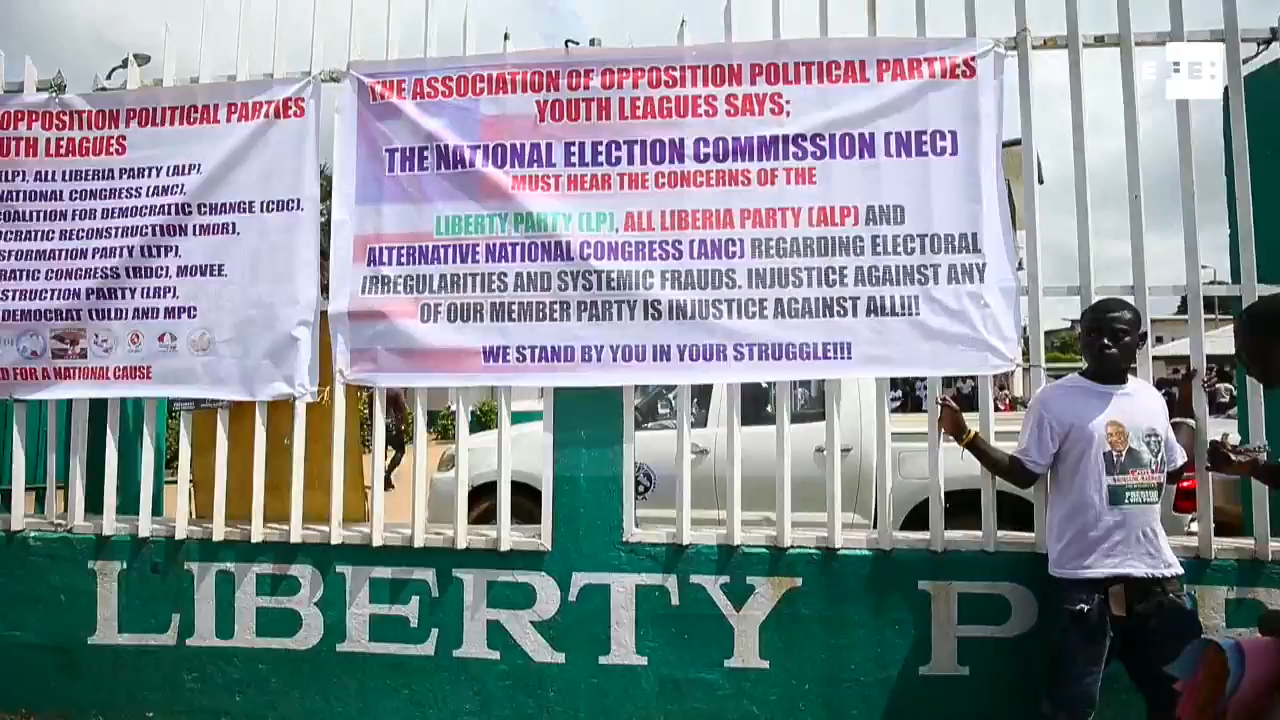 OPPOSITION POLITICAL PARTIES
UTH LEAGUES
(LP), ALL LIBERIA PARTY (ALP),
NATIONAL CONGRESS (ANC),
COALITION FOR DEMOCRATIC CHANGE (CDC),
OCRATIC RECONSTRUCTION (MDR),
SFORMATION PARTY (LTP),
RATIC CONGRESS (RDC), MOVEE,
STRUCTION PARTY (LRP),
DEMOCRAT (ULD) AND MPC
D FOR A NATIONAL CAUSE
THE ASSOCIATION OF OPPOSITION POLITICAL PARTIES
YOUTH LEAGUES SAYS;
THE NATIONAL ELECTION COMMISSION (NEC)
MUST HEAR THE CONCERNS OF THE
LIBERTY PARTY (LP), ALL LIBERIA PARTY (ALP) AND
ALTERNATIVE NATIONAL CONGRESS (ANC) REGARDING ELECTORAL
IRREGULARITIES AND SYSTEMIC FRAUDS. INJUSTICE AGAINST ANY
OF OUR MEMBER PARTY IS INJUSTICE AGAINST ALL!!!
WE STAND BY YOU IN YOUR STRUGGLE!!!
EFE:
LIBERTY P